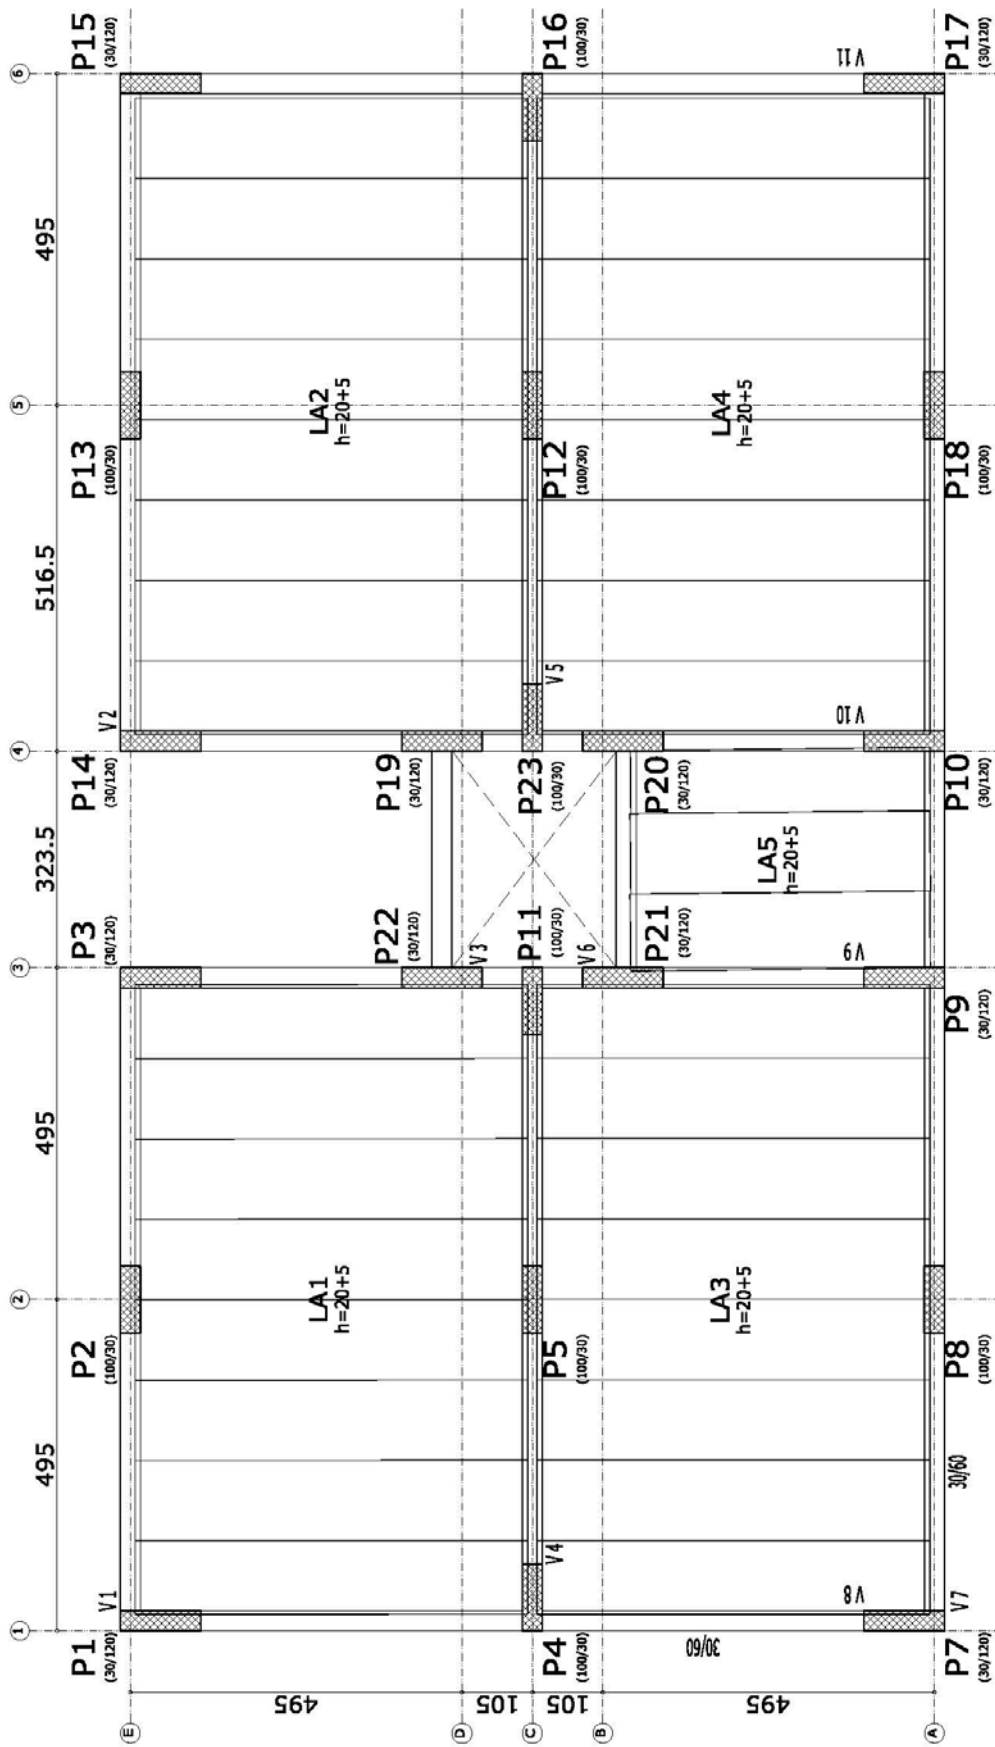 1 2 3 4 5 6
495 495 323.5 516.5 495
P1 P2 P3 P14 P13 P15
(30/120) (100/30) (30/120) (30/120) (100/30) (30/120)
V1 V2
E
495
LA1 LA2
h=20+5 h=20+5
P22 P19
(30/120) (30/120)
D
V3
105
C
P11 P23
(100/30) (100/30)
V4 V5
P4 P5 P12 P16
(100/30) (100/30) (100/30) (100/30)
105
V6
B
P21 P20
(30/120) (30/120)
30/60
LA3 LA4
h=20+5 h=20+5
LA5
h=20+5
495
V8 V9 V10 V11
A
V7 30/60
P7 P8 P9 P10 P18 P17
(30/120) (100/30) (30/120) (30/120) (100/30) (30/120)